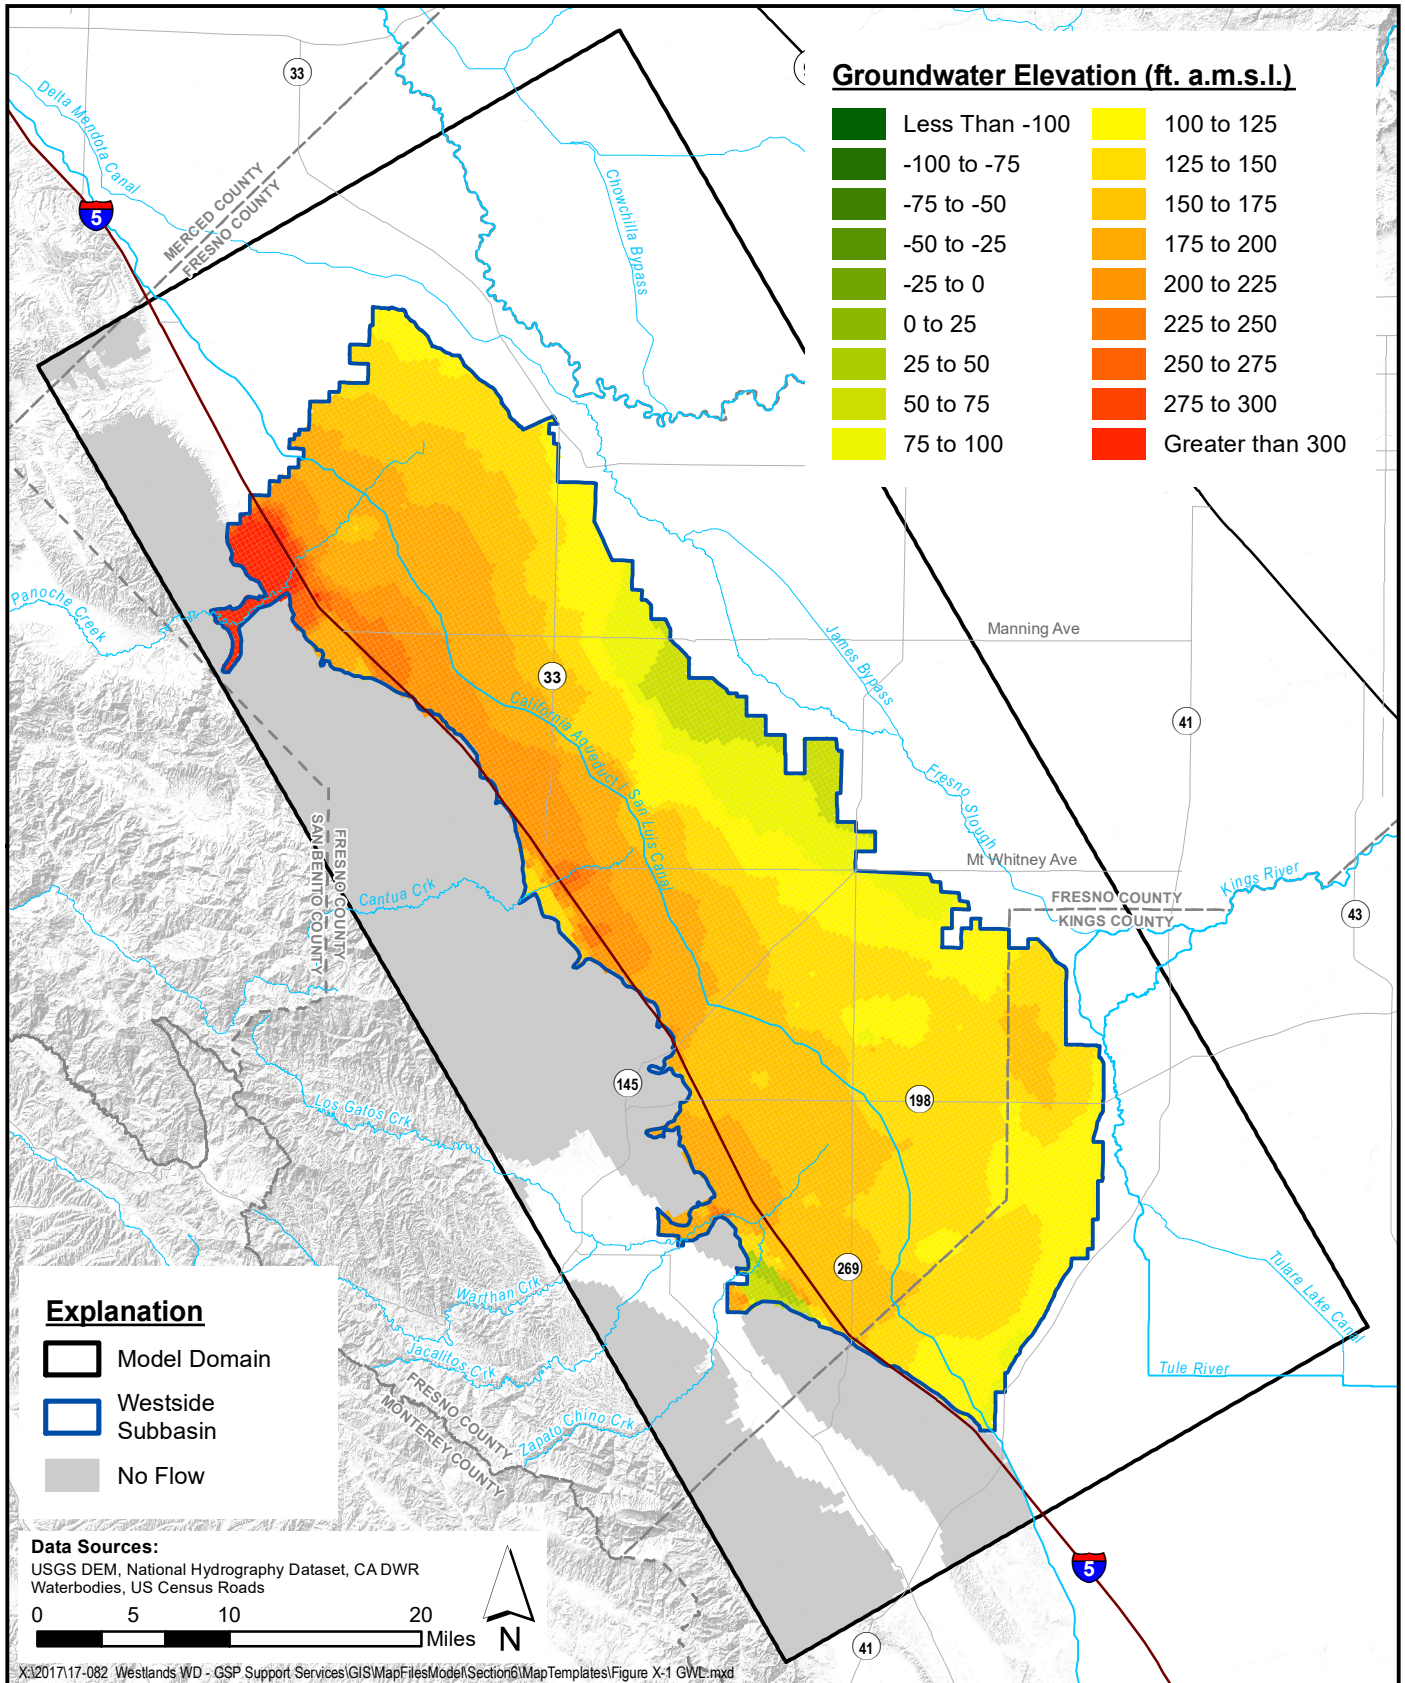 Groundwater Elevation (ft. a.m.s.l.)
Less Than -100
-100 to -75
-75 to -50
-50 to -25
-25 to 0
0 to 25
25 to 50
50 to 75
75 to 100
100 to 125
125 to 150
150 to 175
175 to 200
200 to 225
225 to 250
250 to 275
275 to 300
Greater than 300
33
Delta Mendota Canal
MERCED COUNTY
FRESNO COUNTY
5
Chowchilla Bypass
Panoche Creek
Manning Ave
James Bypass
33
41
California Aqueduct / San Luis Canal
Fresno Slough
SAN BENITO COUNTY
FRESNO COUNTY
Mt Whitney Ave
Kings River
Cantua Crk
FRESNO COUNTY
KINGS COUNTY
43
145
198
Los Gatos Crk
269
Tulare Lake Canal
Warthan Crk
Jacalitos Crk
Tule River
FRESNO COUNTY
MONTEREY COUNTY
Zapato Chino Crk
5
41
Explanation
Model Domain
Westside
Subbasin
No Flow
Data Sources:
USGS DEM, National Hydrography Dataset, CA DWR
Waterbodies, US Census Roads
0 5 10 20
Miles
N
X:\2017\17-082 Westlands WD - GSP Support Services\GIS\MapFilesModel\Section6\MapTemplates\Figure X-1 GWL.mxd